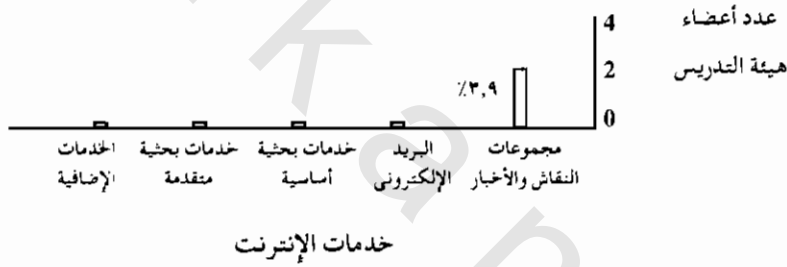 عدد أعضاء
هيئة التدريس
4
2
0
٣,٩٪
مجموعات النقاش والأخبار
البريد الإلكترونى
خدمات بحثية أساسية
خدمات بحثية متقدمة
الخدمات الإضافية
خدمات الإنترنت